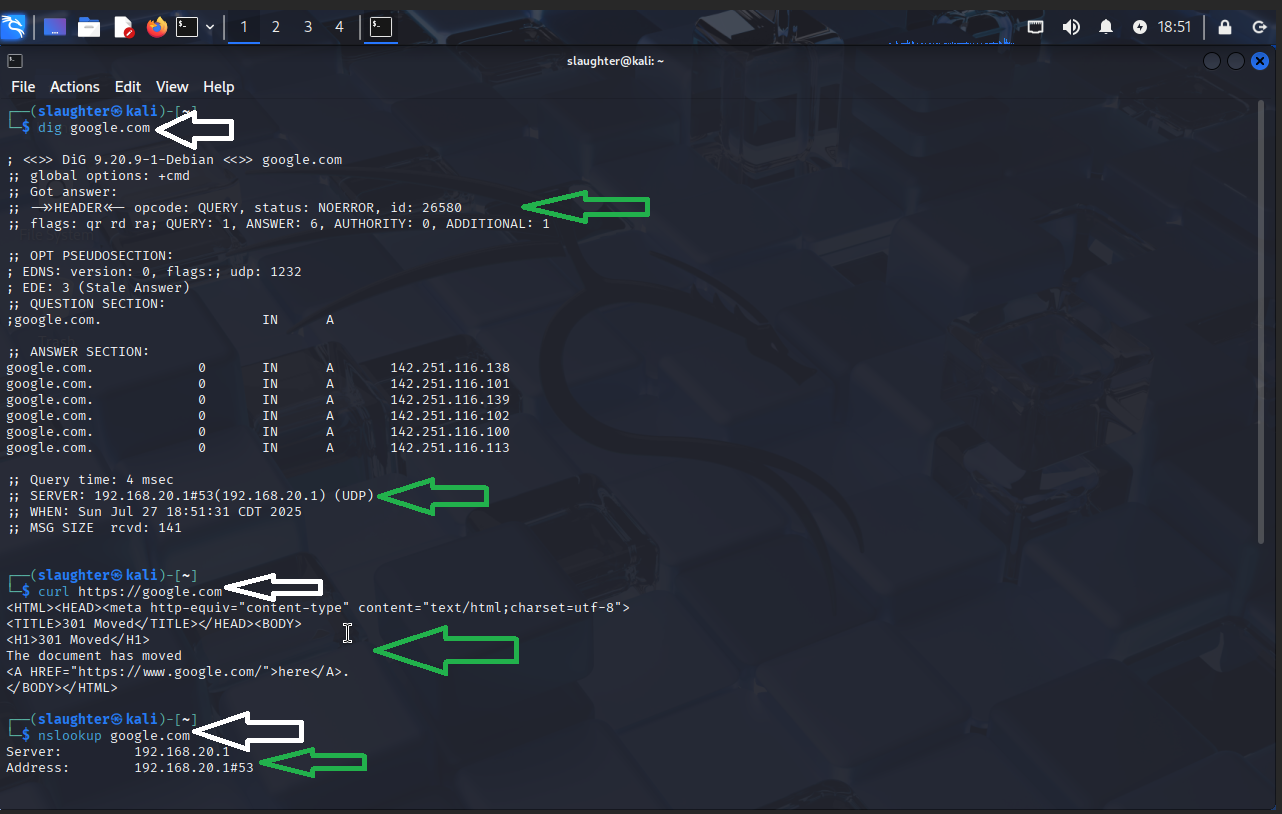 1 2 3 4 18:51
slaughter@kali: ~
File Actions Edit View Help
┌──(slaughter㉿kali)-[~]
└─$ dig google.com
; <<>> DiG 9.20.9-1-Debian <<>> google.com
;; global options: +cmd
;; Got answer:
;; ->>HEADER<<- opcode: QUERY, status: NOERROR, id: 26580
;; flags: qr rd ra; QUERY: 1, ANSWER: 6, AUTHORITY: 0, ADDITIONAL: 1
;; OPT PSEUDOSECTION:
; EDNS: version: 0, flags:; udp: 1232
; EDE: 3 (Stale Answer)
;; QUESTION SECTION:
;google.com. IN A
;; ANSWER SECTION:
google.com. 0 IN A 142.251.116.138
google.com. 0 IN A 142.251.116.101
google.com. 0 IN A 142.251.116.139
google.com. 0 IN A 142.251.116.102
google.com. 0 IN A 142.251.116.100
google.com. 0 IN A 142.251.116.113
;; Query time: 4 msec
;; SERVER: 192.168.20.1#53(192.168.20.1) (UDP)
;; WHEN: Sun Jul 27 18:51:31 CDT 2025
;; MSG SIZE rcvd: 141
┌──(slaughter㉿kali)-[~]
└─$ curl https://google.com
<HTML><HEAD><meta http-equiv="content-type" content="text/html;charset=utf-8">
<TITLE>301 Moved</TITLE></HEAD><BODY>
<H1>301 Moved</H1>
The document has moved
<A HREF="https://www.google.com/">here</A>.
</BODY></HTML>
┌──(slaughter㉿kali)-[~]
└─$ nslookup google.com
Server: 192.168.20.1
Address: 192.168.20.1#53